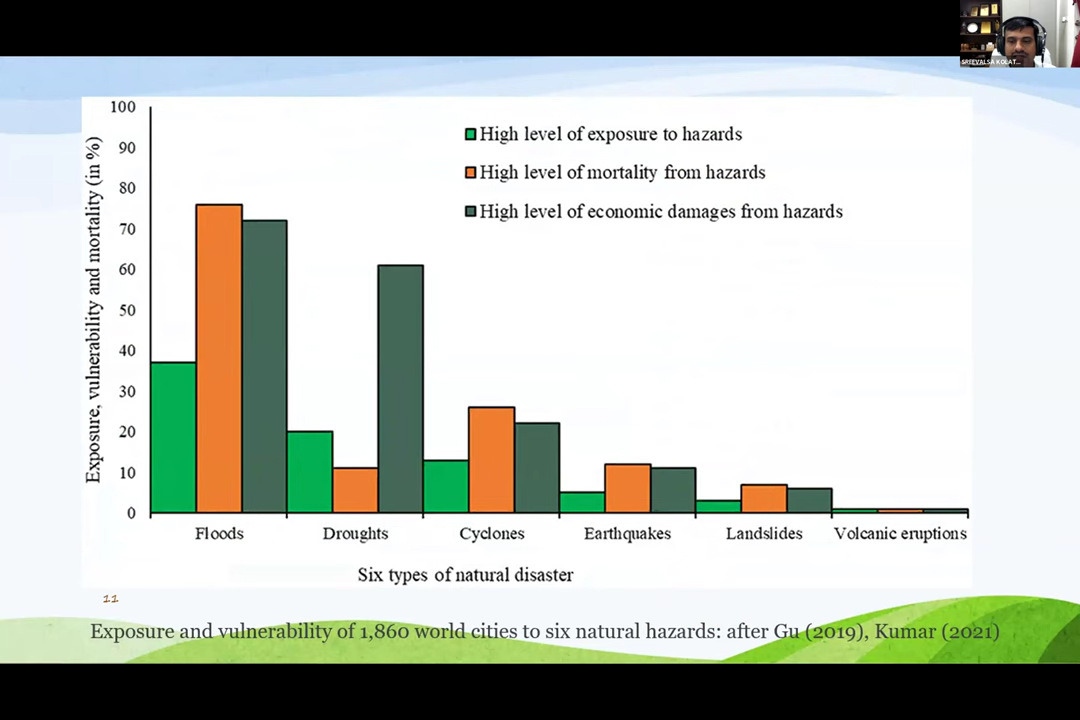 SREEVALSA KOLAT...
100
90
80
70
60
50
40
30
20
10
0
Exposure, vulnerability and mortality (in %)
High level of exposure to hazards
High level of mortality from hazards
High level of economic damages from hazards
Floods Droughts Cyclones Earthquakes Landslides Volcanic eruptions
Six types of natural disaster
11
Exposure and vulnerability of 1,860 world cities to six natural hazards: after Gu (2019), Kumar (2021)